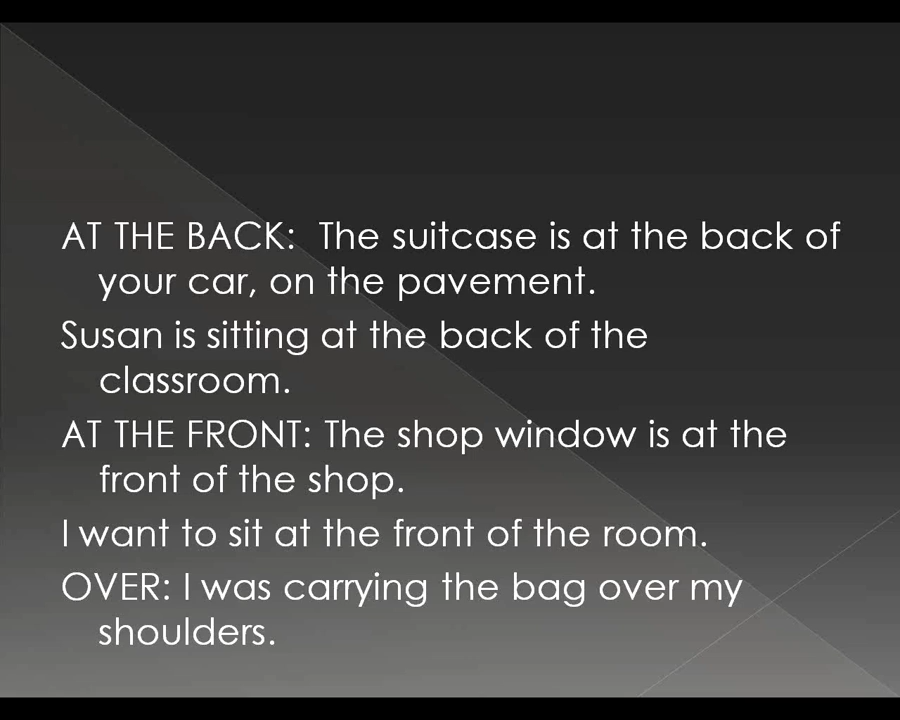 AT THE BACK:  The suitcase is at the back of
your car, on the pavement.
Susan is sitting at the back of the
classroom.
AT THE FRONT: The shop window is at the
front of the shop.
I want to sit at the front of the room.
OVER: I was carrying the bag over my
shoulders.